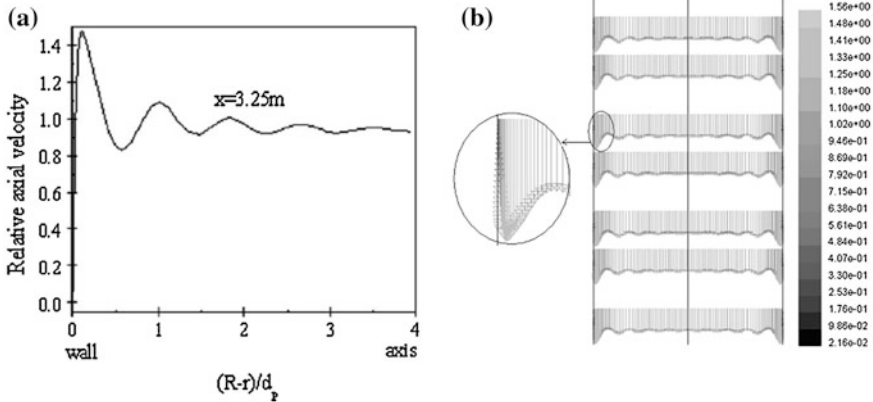 (a)
Relative axial velocity
1.4
1.2
1.0
0.8
0.6
0.4
0.2
0.0
x=3.25m
0 1 2 3 4
wall axis
(R-r)/dP
(b)
1.56e+00
1.48e+00
1.41e+00
1.33e+00
1.25e+00
1.18e+00
1.10e+00
1.02e+00
9.46e-01
8.69e-01
7.92e-01
7.15e-01
6.38e-01
5.61e-01
4.84e-01
4.07e-01
3.30e-01
2.53e-01
1.76e-01
9.86e-02
2.16e-02